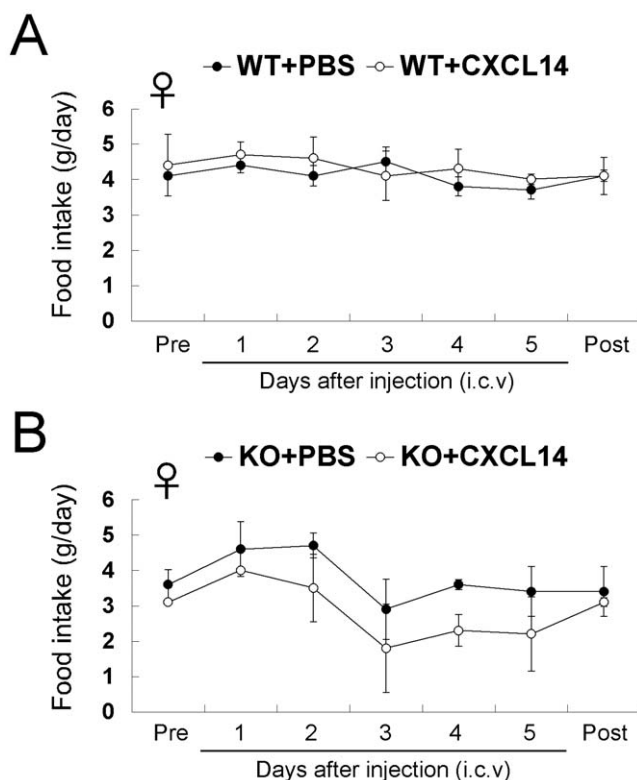 A
WT+PBS WT+CXCL14
♀
Food intake (g/day)
6
5
4
3
2
1
0
Pre 1 2 3 4 5 Post
Days after injection (i.c.v)
B
KO+PBS KO+CXCL14
♀
Food intake (g/day)
6
5
4
3
2
1
0
Pre 1 2 3 4 5 Post
Days after injection (i.c.v)